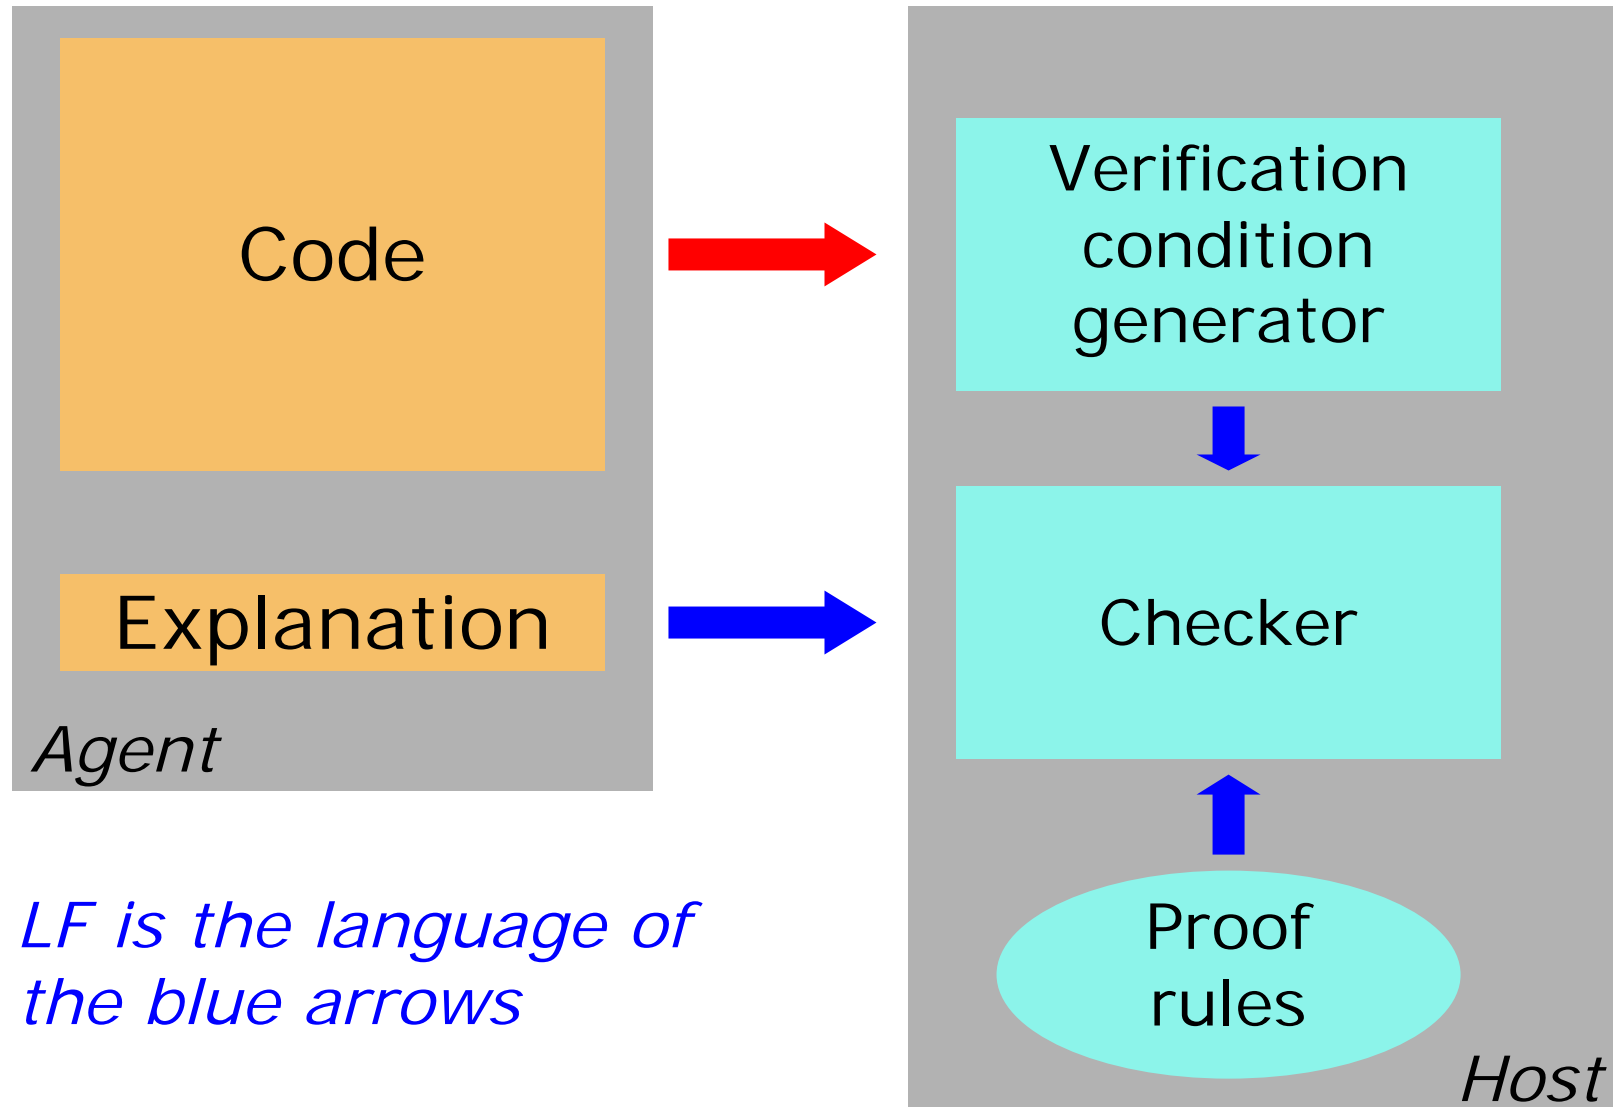 Code
Explanation
Agent
LF is the language of
the blue arrows
Verification
condition
generator
Checker
Proof
rules
Host